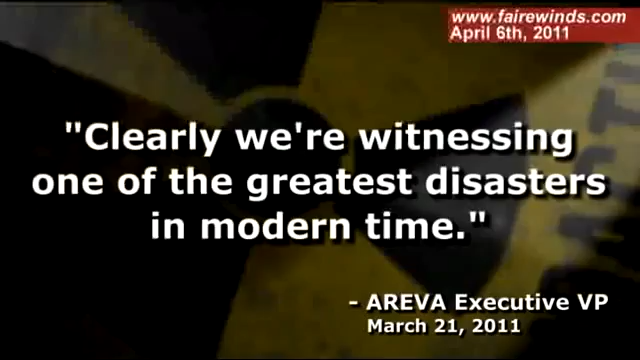 www.fairewinds.com
April 6th, 2011
"Clearly we're witnessing
one of the greatest disasters
in modern time."
- AREVA Executive VP
March 21, 2011